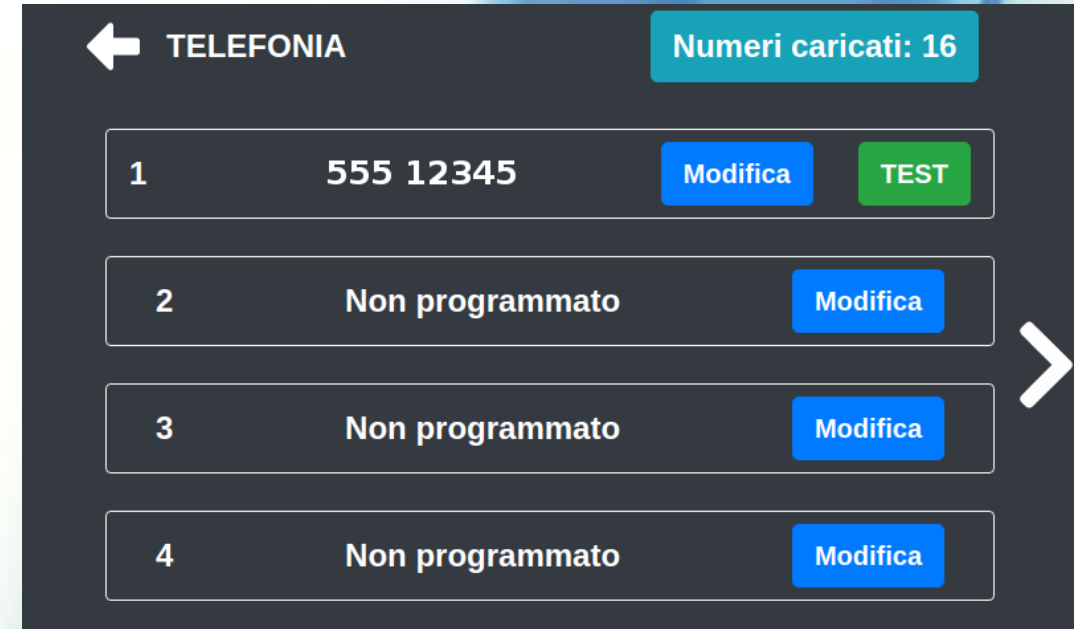 TELEFONIA Numeri caricati: 16
1 555 12345 Modifica TEST
2 Non programmato Modifica
3 Non programmato Modifica
4 Non programmato Modifica